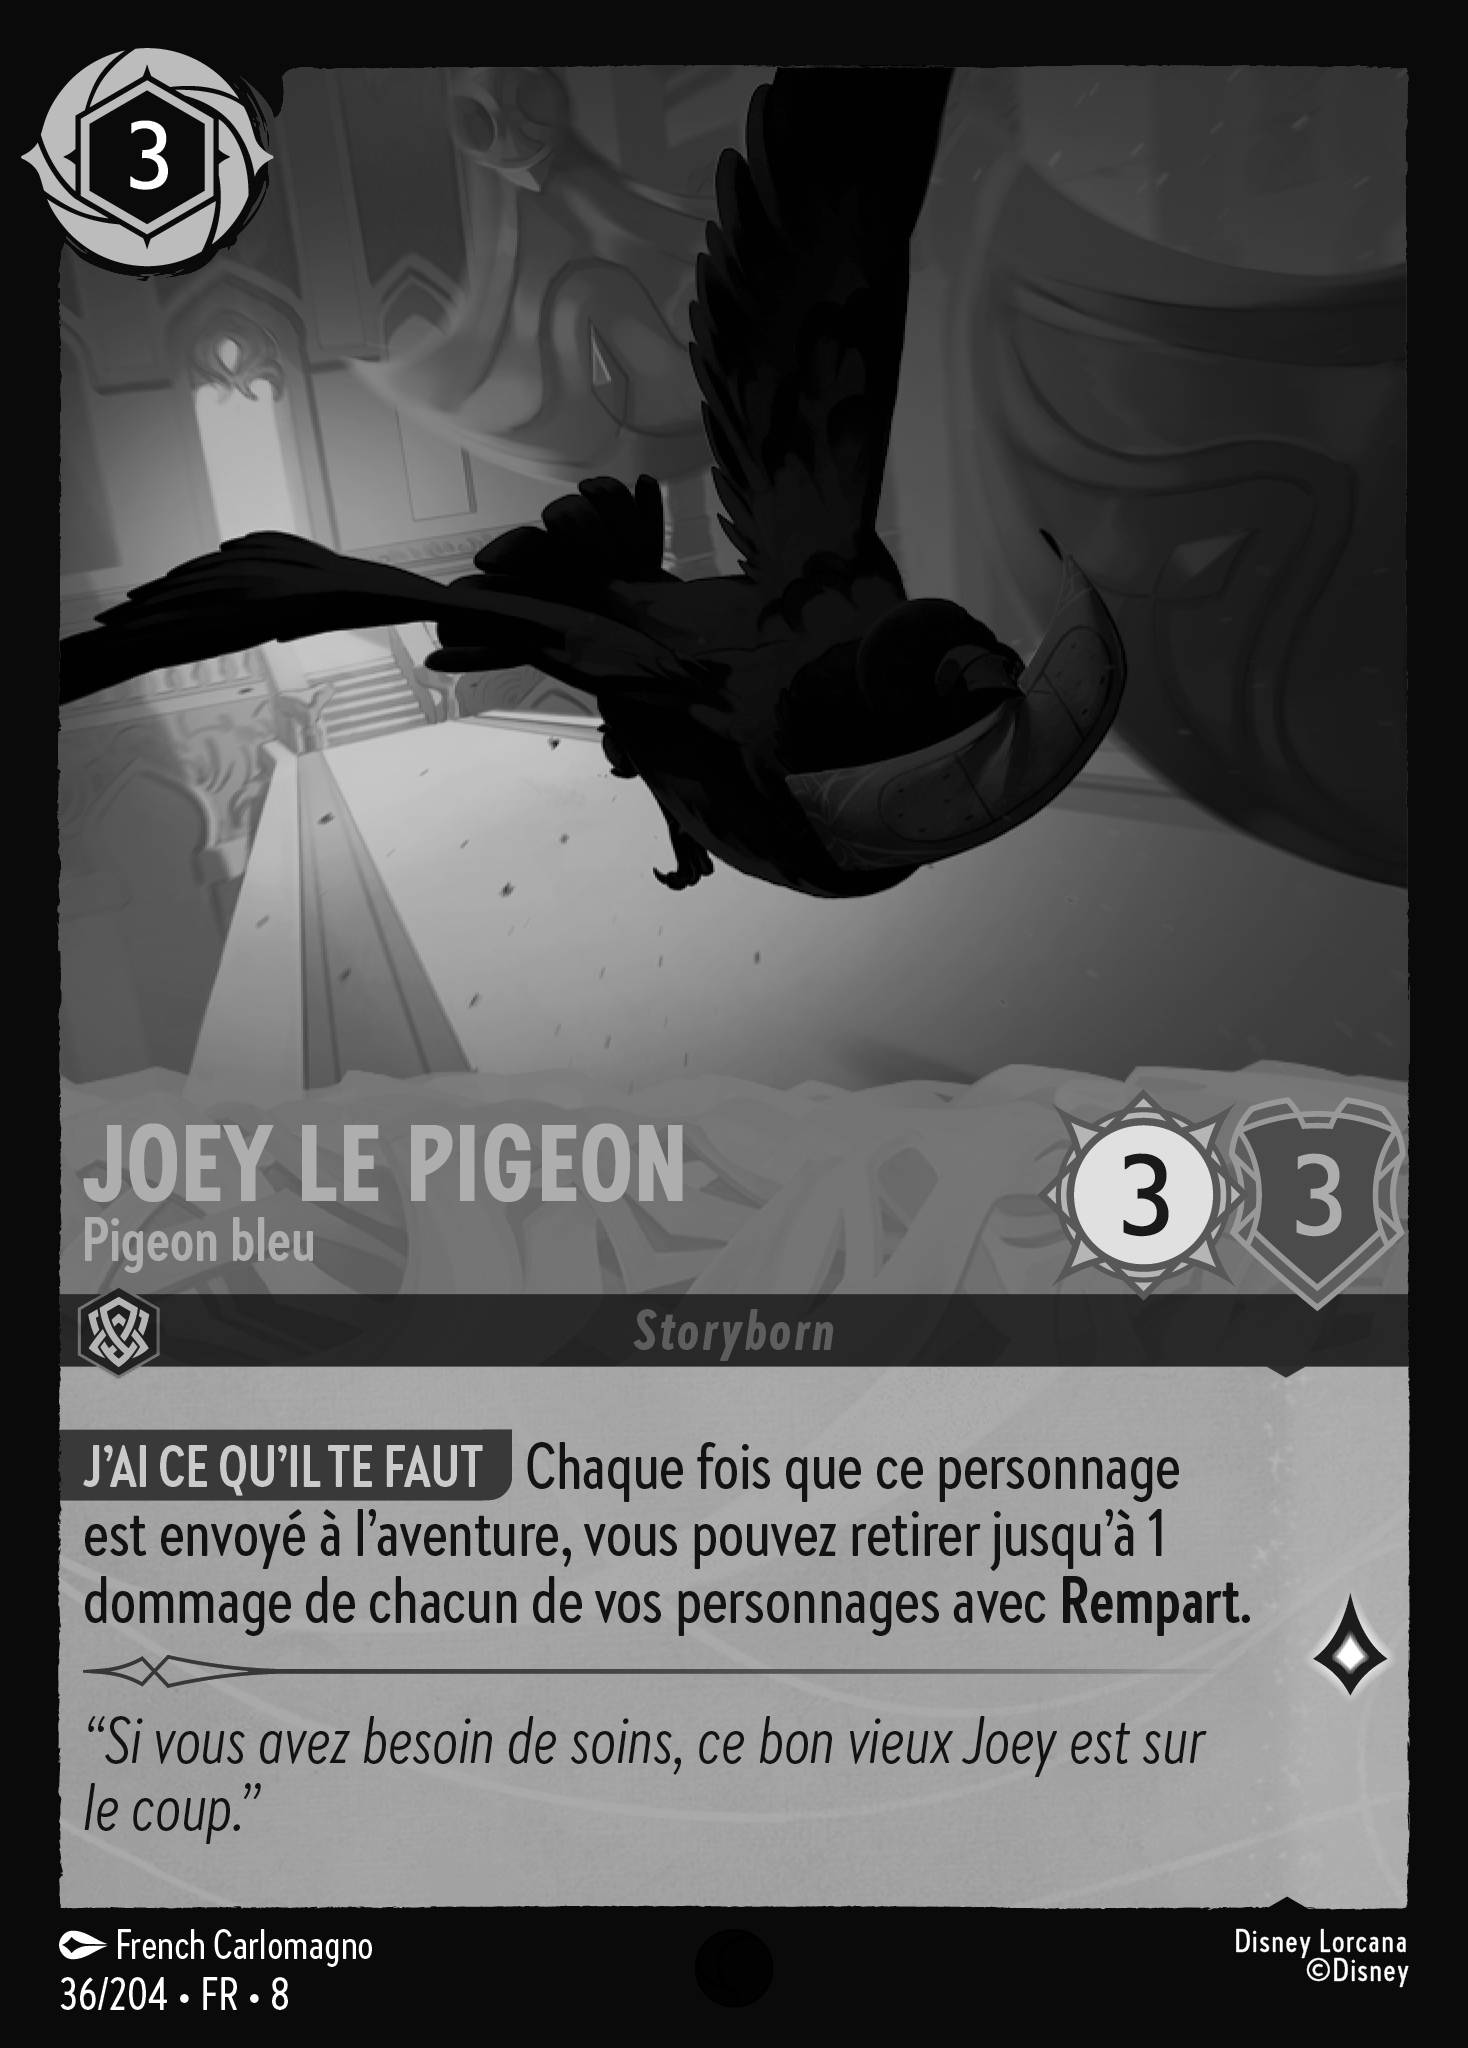 3
JOEY LE PIGEON
Pigeon bleu
3
3
Storyborn
J’AI CE QU’IL TE FAUT Chaque fois que ce personnage
est envoyé à l’aventure, vous pouvez retirer jusqu’à 1
dommage de chacun de vos personnages avec Rempart.
“Si vous avez besoin de soins, ce bon vieux Joey est sur
le coup.”
French Carlomagno
36/204 • FR • 8
Disney Lorcana
©Disney